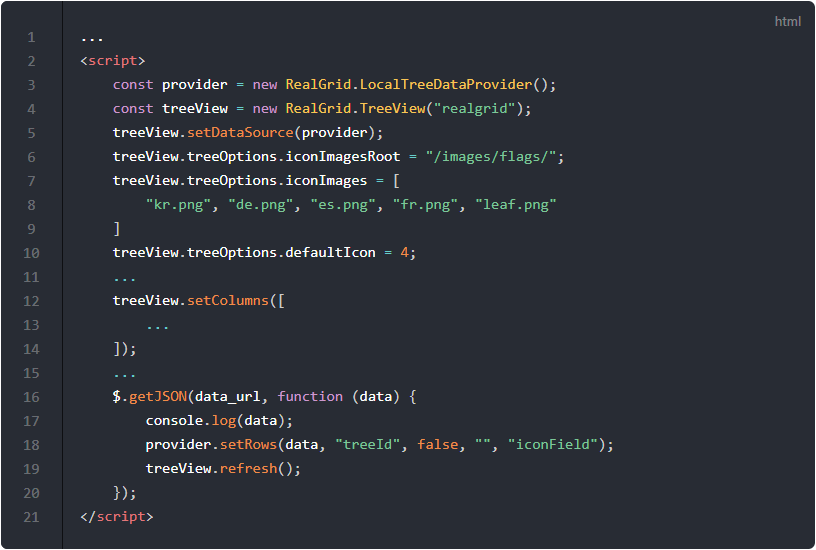 html
1 ...
2 <script>
3     const provider = new RealGrid.LocalTreeDataProvider();
4     const treeView = new RealGrid.TreeView("realgrid");
5     treeView.setDataSource(provider);
6     treeView.treeOptions.iconImagesRoot = "/images/flags/";
7     treeView.treeOptions.iconImages = [
8         "kr.png", "de.png", "es.png", "fr.png", "leaf.png"
9     ]
10     treeView.treeOptions.defaultIcon = 4;
11     ...
12     treeView.setColumns([
13         ...
14     ]);
15     ...
16     $.getJSON(data_url, function (data) {
17         console.log(data);
18         provider.setRows(data, "treeId", false, "", "iconField");
19         treeView.refresh();
20     });
21 </script>